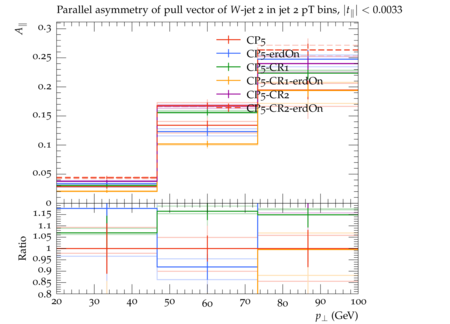 Parallel asymmetry of pull vector of W-jet 2 in jet 2 pT bins, |t∥| < 0.0033
A∥
0.3
0.25
0.2
0.15
0.1
0.05
0
CP5
CP5-erdOn
CP5-CR1
CP5-CR1-erdOn
CP5-CR2
CP5-CR2-erdOn
Ratio
1.15
1.1
1.05
1
0.95
0.9
0.85
0.8
20 30 40 50 60 70 80 90 100
p⊥ (GeV)